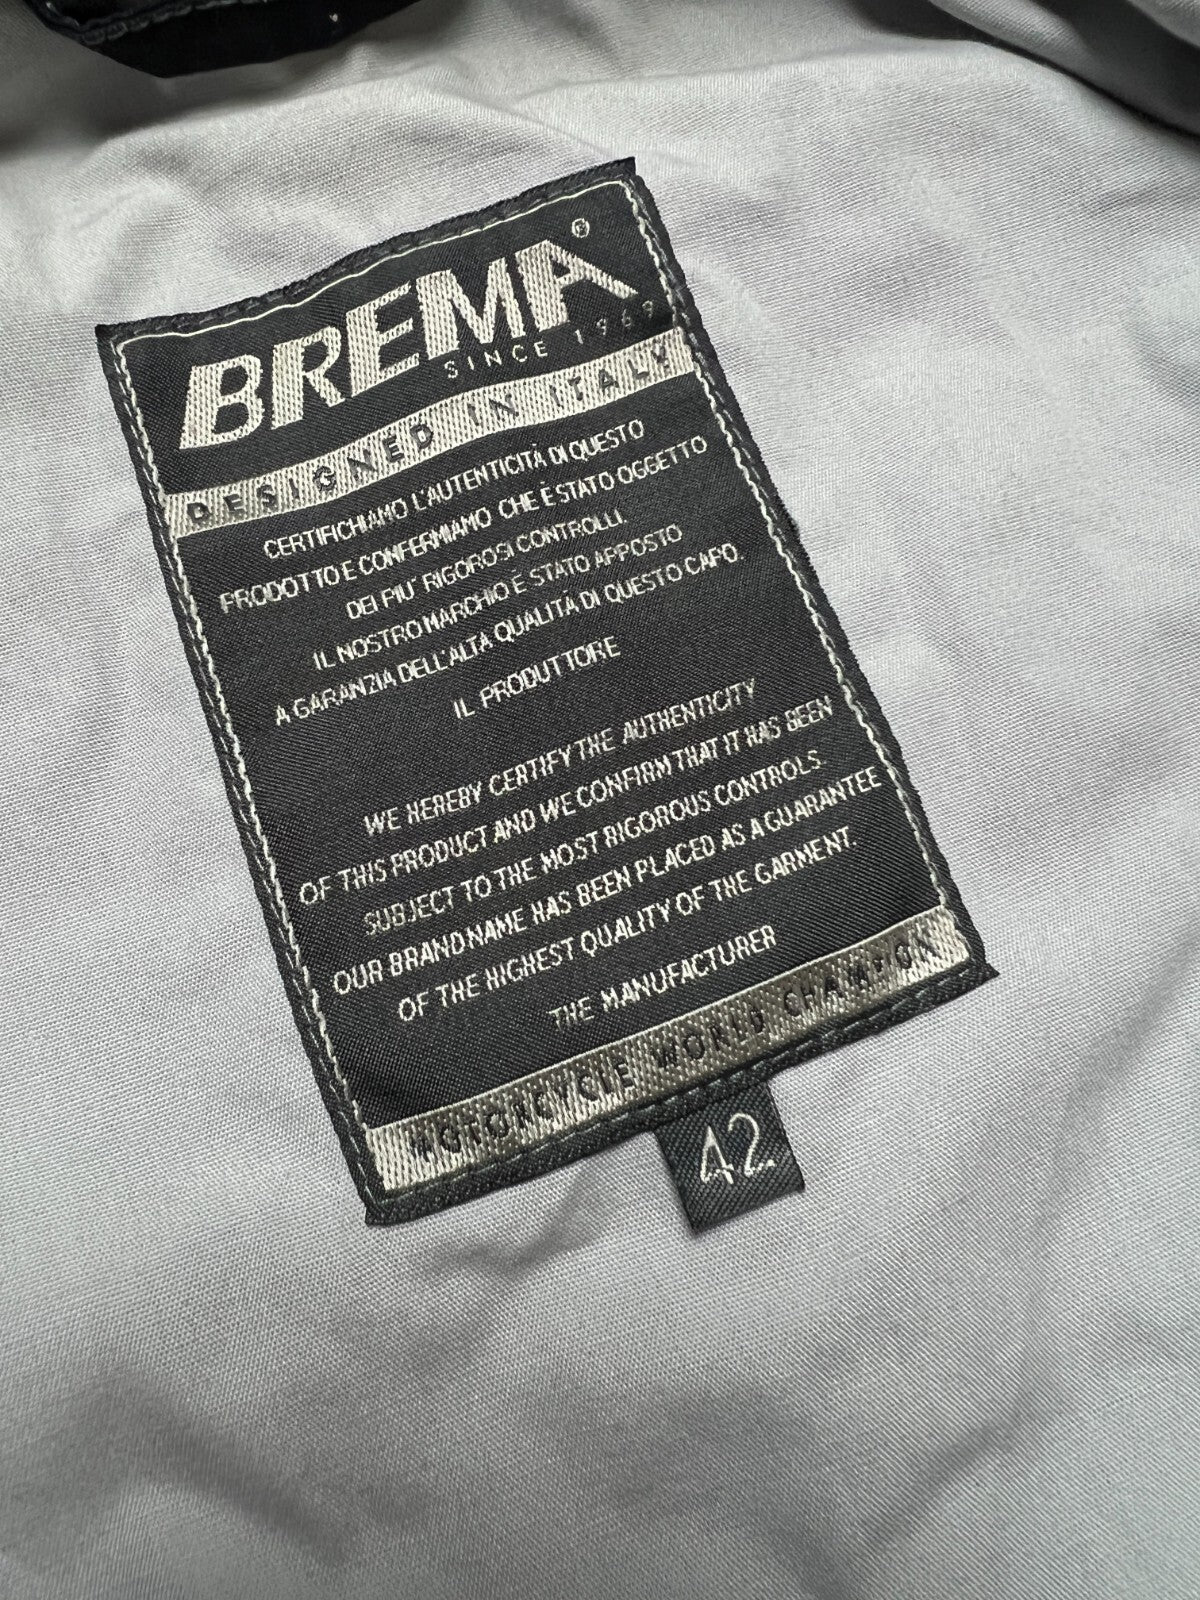 BREMA®
SINCE 1969
DESIGNED IN ITALY
CERTIFICHIAMO L'AUTENTICITÀ DI QUESTO
PRODOTTO E CONFERMIAMO CHE È STATO OGGETTO
DEI PIU' RIGOROSI CONTROLLI.
IL NOSTRO MARCHIO È STATO APPOSTO
A GARANZIA DELL'ALTA QUALITÀ DI QUESTO CAPO.
IL PRODUTTORE
WE HEREBY CERTIFY THE AUTHENTICITY
OF THIS PRODUCT AND WE CONFIRM THAT IT HAS BEEN
SUBJECT TO THE MOST RIGOROUS CONTROLS.
OUR BRAND NAME HAS BEEN PLACED AS A GUARANTEE
OF THE HIGHEST QUALITY OF THE GARMENT.
THE MANUFACTURER
MOTORCYCLE WORLD CHAMPION
42